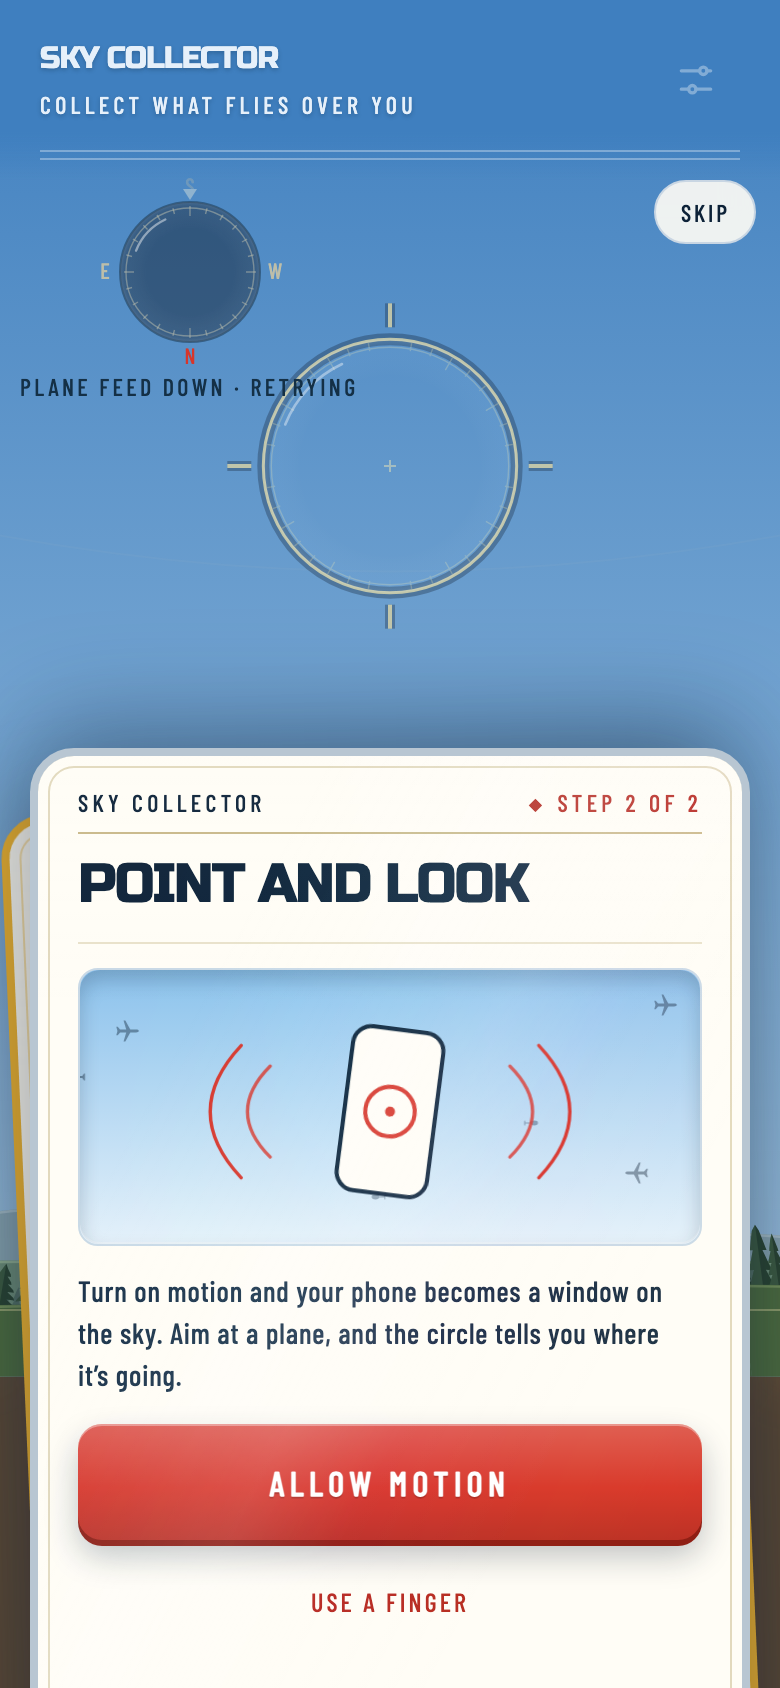 SKY COLLECTOR
COLLECT WHAT FLIES OVER YOU
SKIP
S
E
W
N
PLANE FEED DOWN · RETRYING
SKY COLLECTOR
◆ STEP 2 OF 2
POINT AND LOOK
Turn on motion and your phone becomes a window on
the sky. Aim at a plane, and the circle tells you where
it’s going.
ALLOW MOTION
USE A FINGER